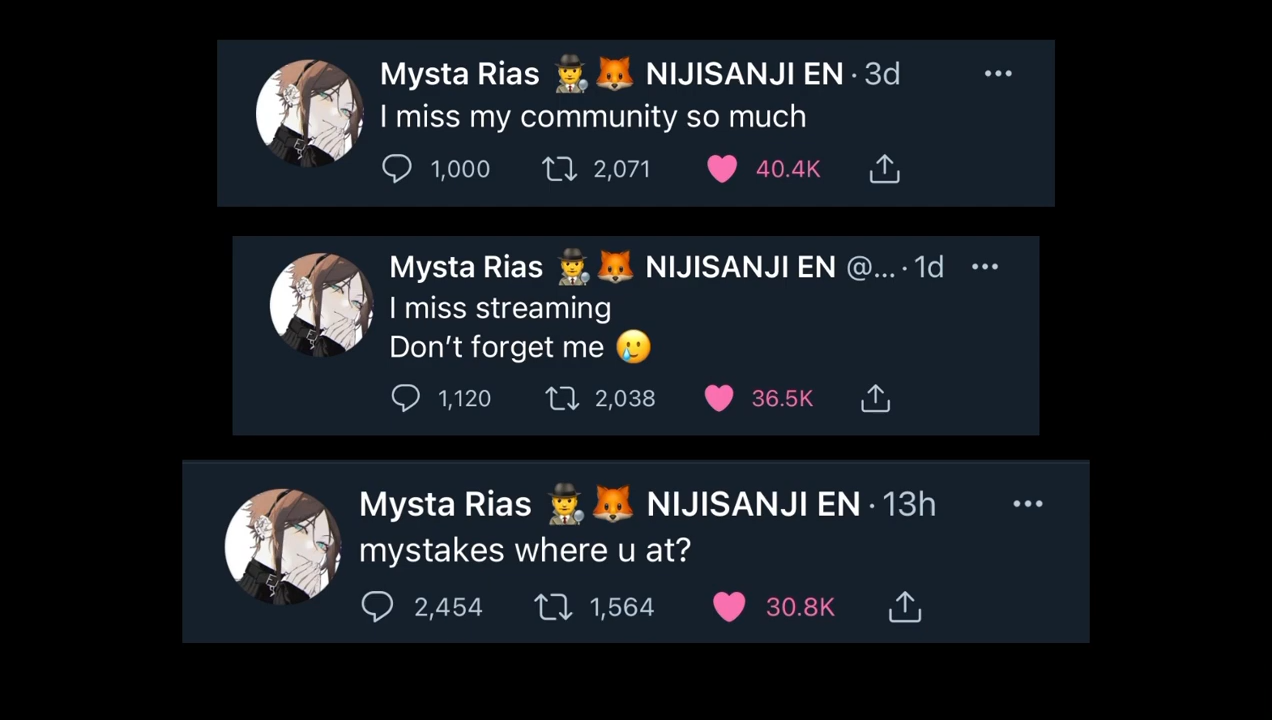 Mysta Rias 🕵️🦊 NIJISANJI EN · 3d
I miss my community so much
1,000 2,071 40.4K
Mysta Rias 🕵️🦊 NIJISANJI EN @... · 1d
I miss streaming
Don’t forget me 🥲
1,120 2,038 36.5K
Mysta Rias 🕵️🦊 NIJISANJI EN · 13h
mystakes where u at?
2,454 1,564 30.8K